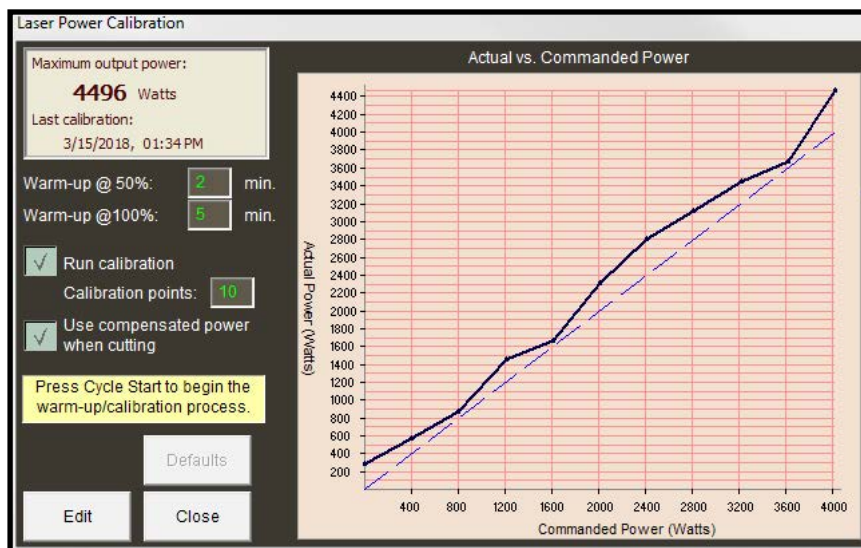 Laser Power Calibration
Maximum output power:
4496 Watts
Last calibration:
3/15/2018, 01:34 PM
Warm-up @ 50%: 2 min.
Warm-up @100%: 5 min.
Run calibration
Calibration points: 10
Use compensated power
when cutting
Press Cycle Start to begin the
warm-up/calibration process.
Defaults
Edit Close
Actual vs. Commanded Power
4400
4200
4000
3800
3600
3400
3200
3000
2800
2600
2400
2200
2000
1800
1600
1400
1200
1000
800
600
400
200
Actual Power (Watts)
400 800 1200 1600 2000 2400 2800 3200 3600 4000
Commanded Power (Watts)